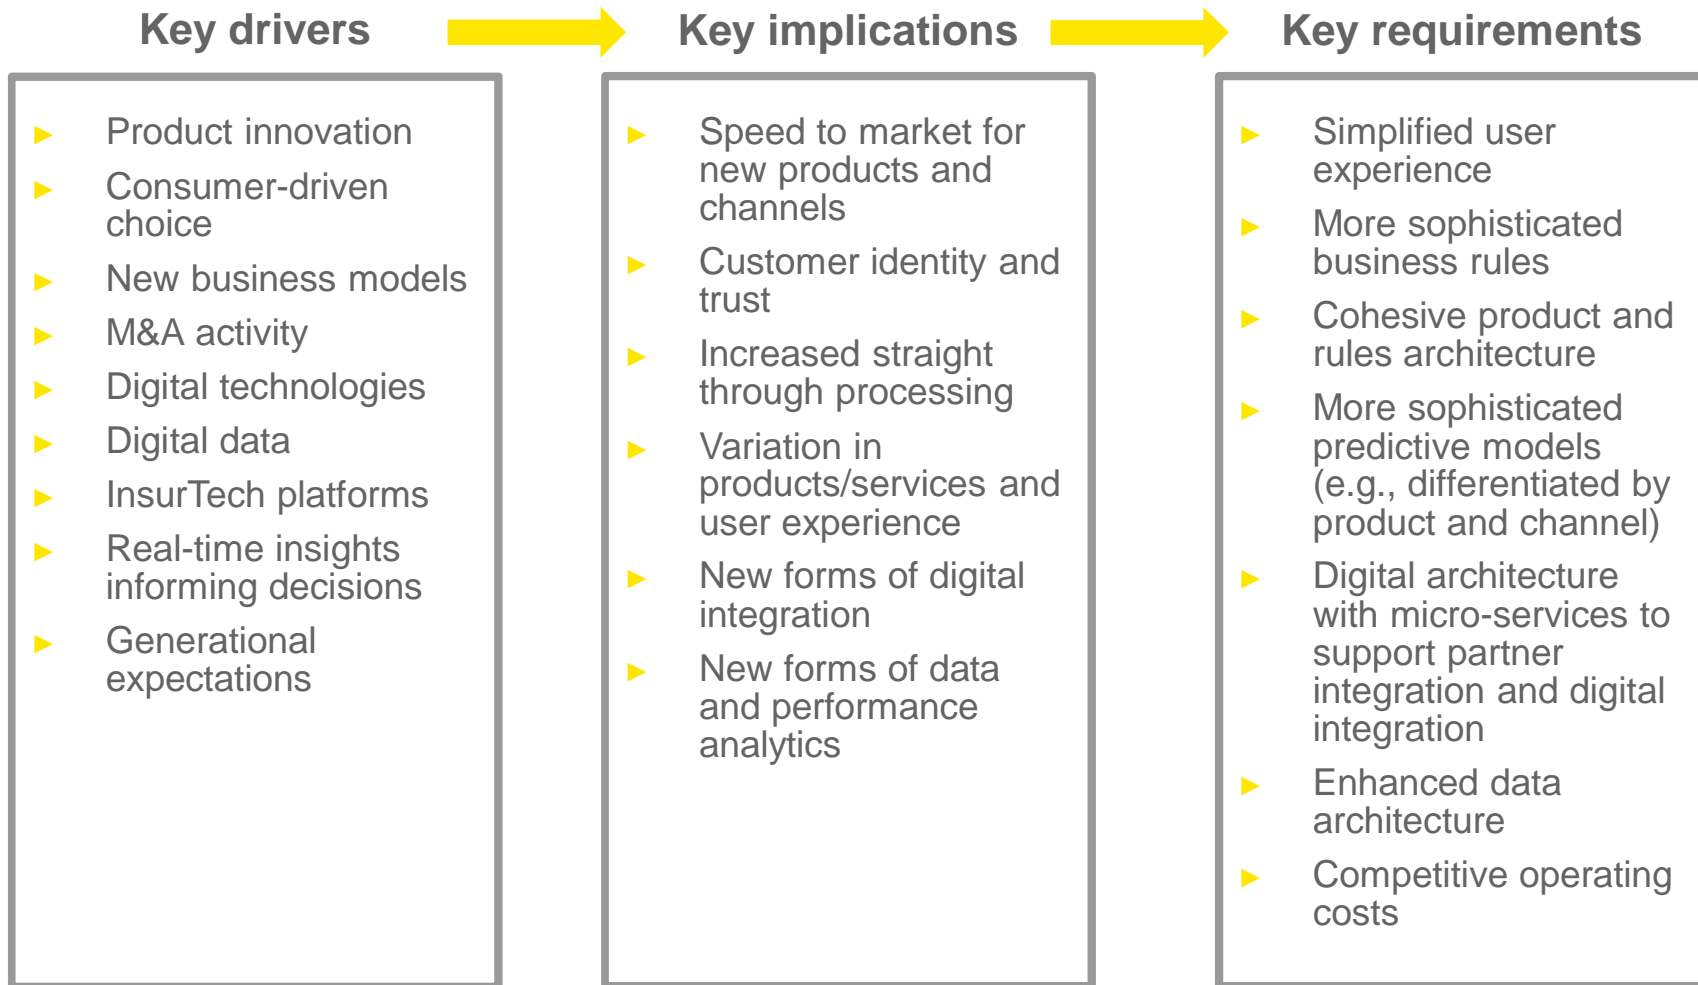 Key drivers
Key implications
Key requirements
► Product innovation
► Consumer-driven
choice
► New business models
► M&A activity
► Digital technologies
► Digital data
► InsurTech platforms
► Real-time insights
informing decisions
► Generational
expectations
► Speed to market for
new products and
channels
► Customer identity and
trust
► Increased straight
through processing
► Variation in
products/services and
user experience
► New forms of digital
integration
► New forms of data
and performance
analytics
► Simplified user
experience
► More sophisticated
business rules
► Cohesive product and
rules architecture
► More sophisticated
predictive models
(e.g., differentiated by
product and channel)
► Digital architecture
with micro-services to
support partner
integration and digital
integration
► Enhanced data
architecture
► Competitive operating
costs